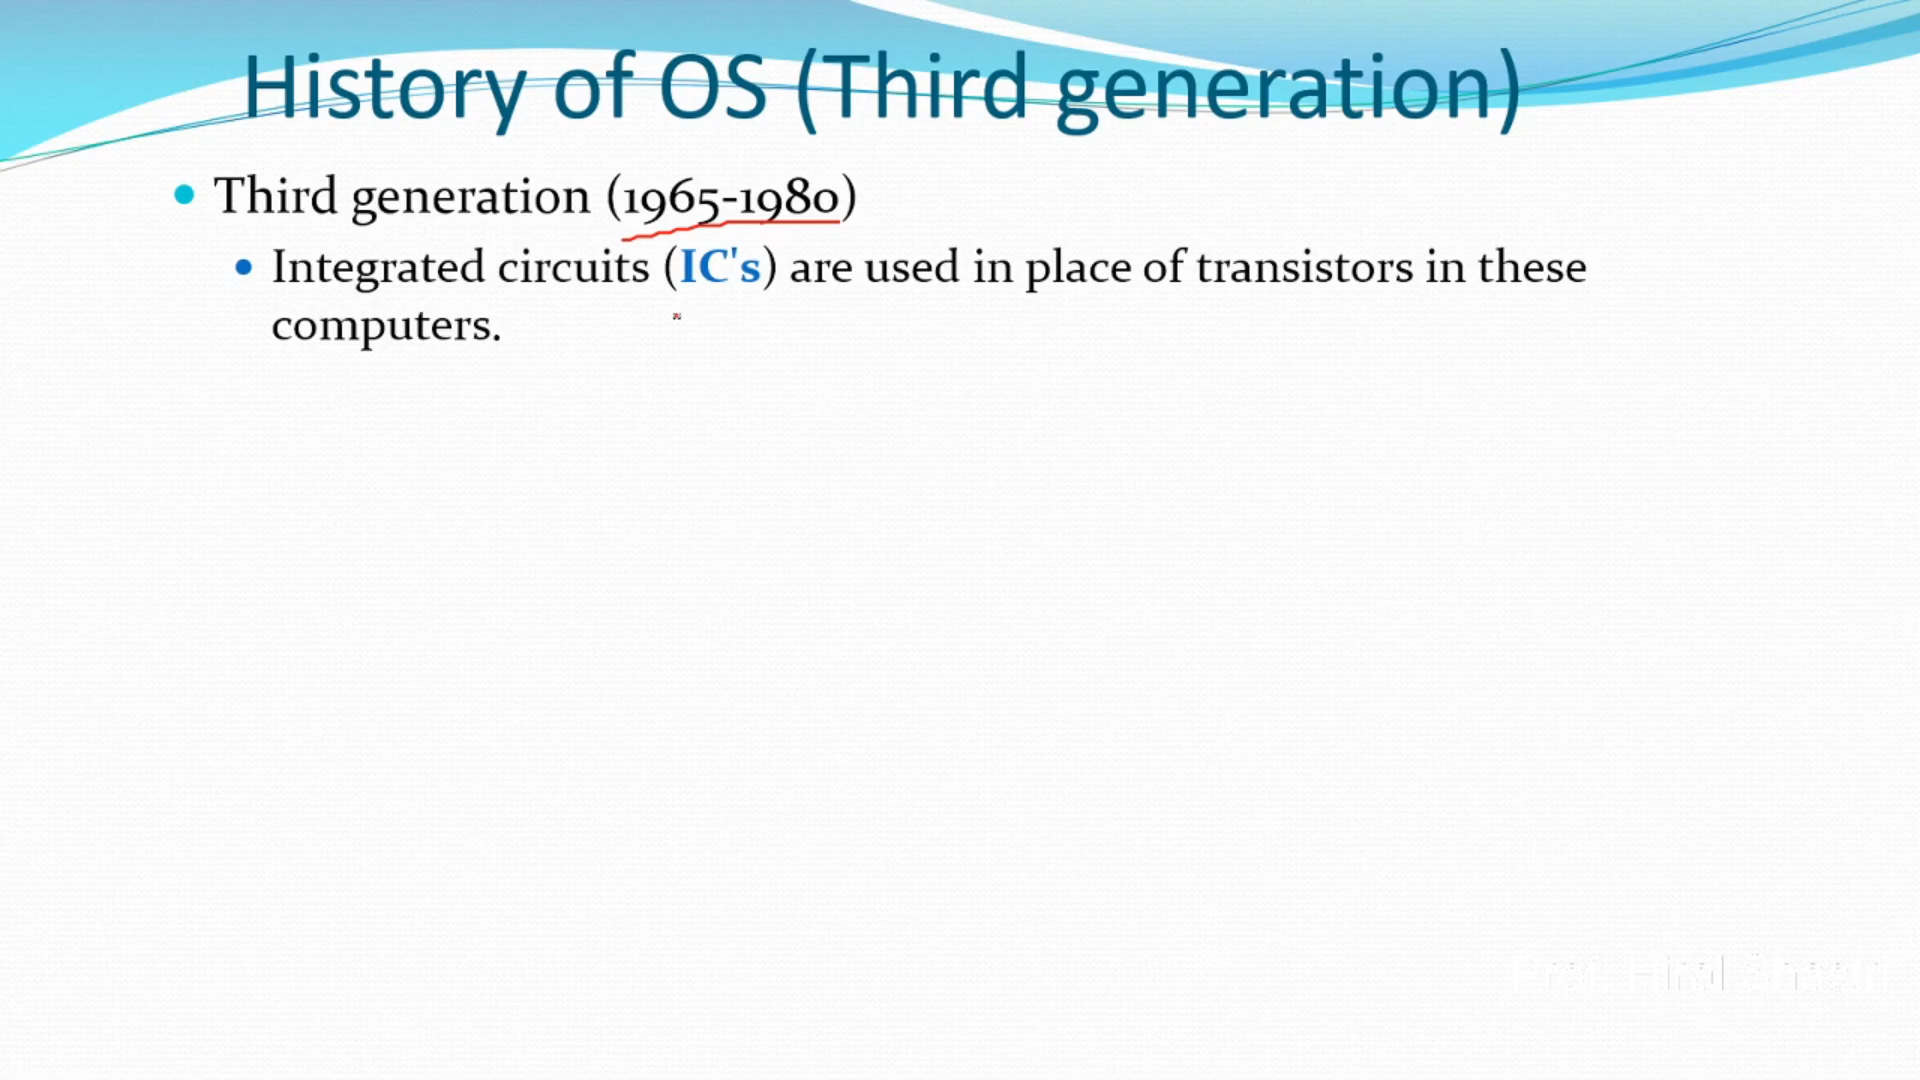 History of OS (Third generation)
Third generation (1965-1980)
Integrated circuits (IC's) are used in place of transistors in these
computers.